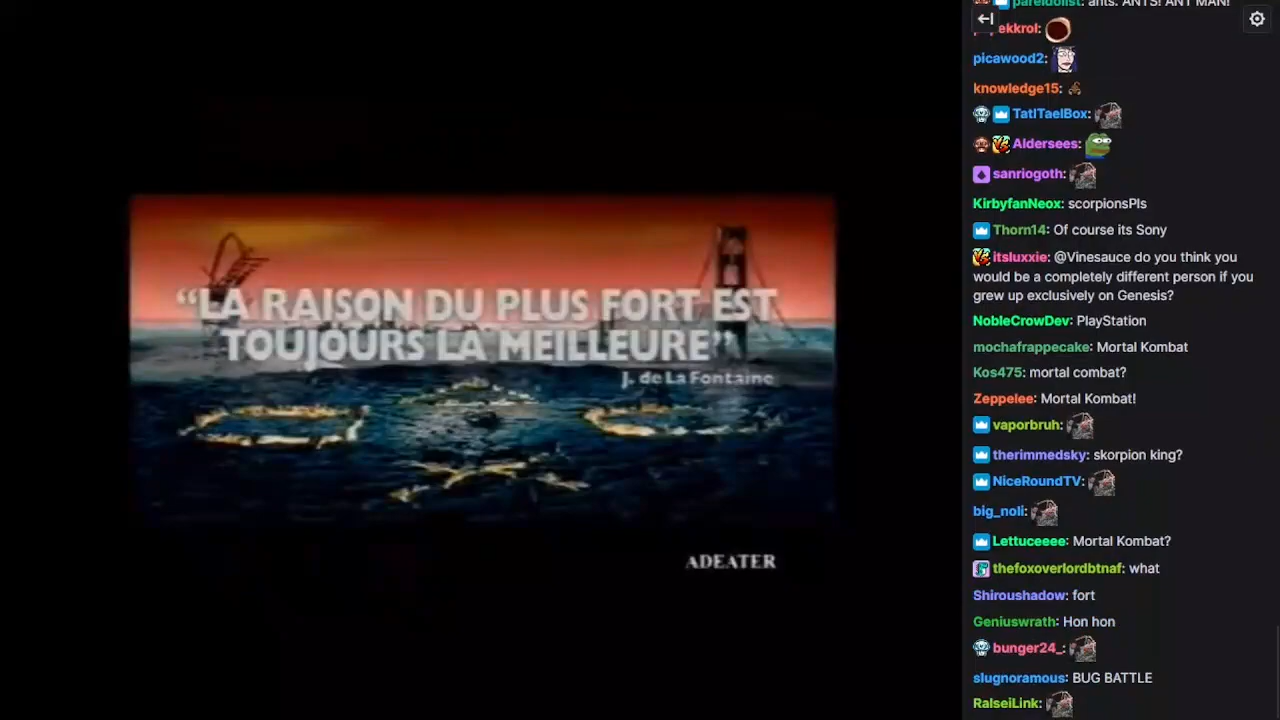 “LA RAISON DU PLUS FORT EST
TOUJOURS LA MEILLEURE”
J. de La Fontaine
ADEATER
pareidolist: ants. ANTS! ANT MAN!
ekkrol:
picawood2:
knowledge15:
TatlTaelBox:
Aldersees:
sanriogoth:
KirbyfanNeox: scorpionsPls
Thorn14: Of course its Sony
itsluxxie: @Vinesauce do you think you
would be a completely different person if you
grew up exclusively on Genesis?
NobleCrowDev: PlayStation
mochafrappecake: Mortal Kombat
Kos475: mortal combat?
Zeppelee: Mortal Kombat!
vaporbruh:
therimmedsky: skorpion king?
NiceRoundTV:
big_noli:
Lettuceeee: Mortal Kombat?
thefoxoverlordbtnaf: what
Shiroushadow: fort
Geniuswrath: Hon hon
bunger24_:
slugnoramous: BUG BATTLE
RalseiLink: